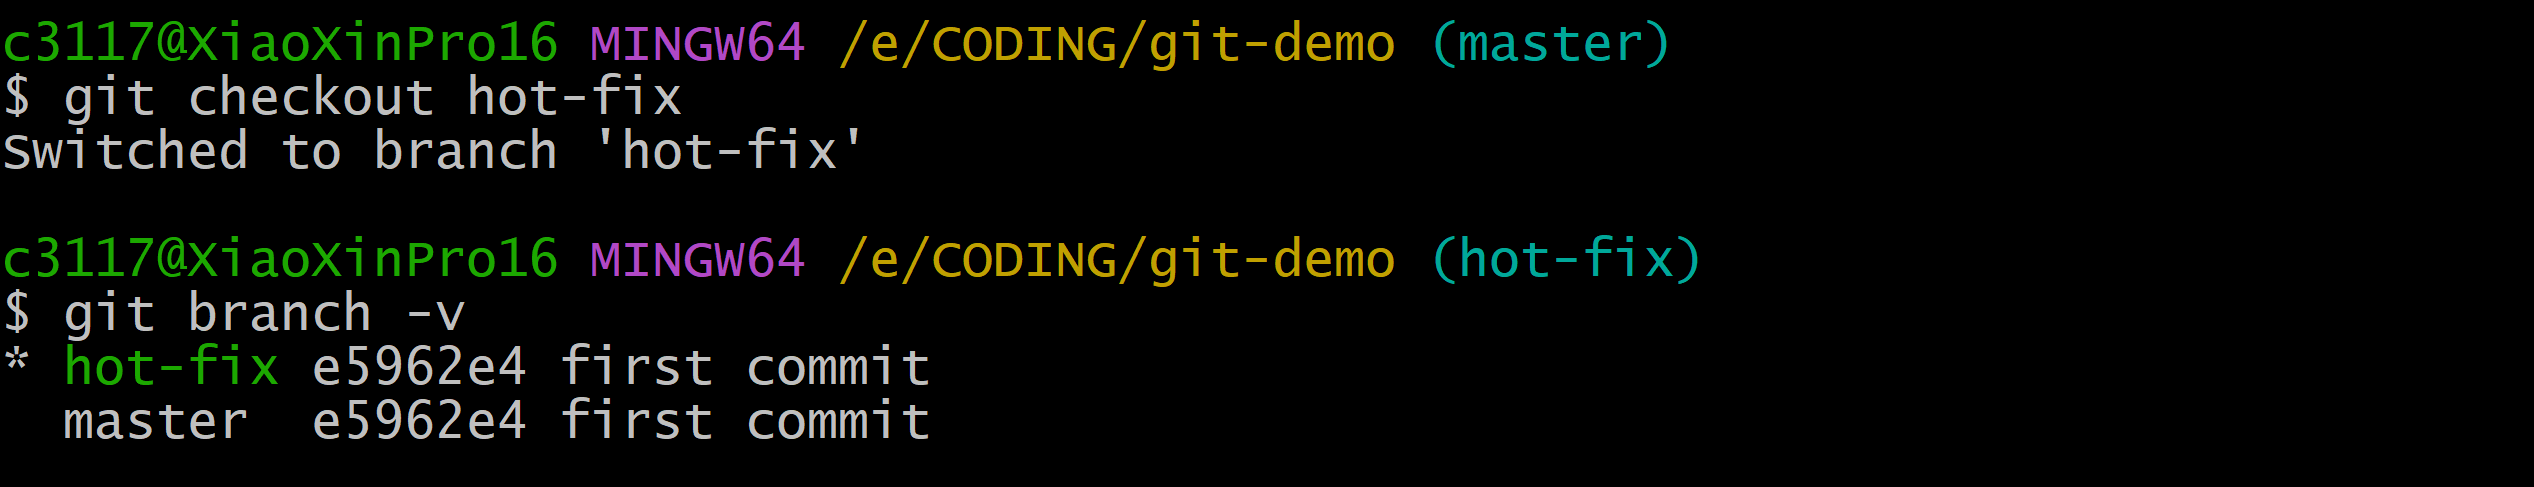 c3117@XiaoXinPro16 MINGW64 /e/CODING/git-demo (master)
$ git checkout hot-fix
Switched to branch 'hot-fix'
c3117@XiaoXinPro16 MINGW64 /e/CODING/git-demo (hot-fix)
$ git branch -v
* hot-fix e5962e4 first commit
  master  e5962e4 first commit